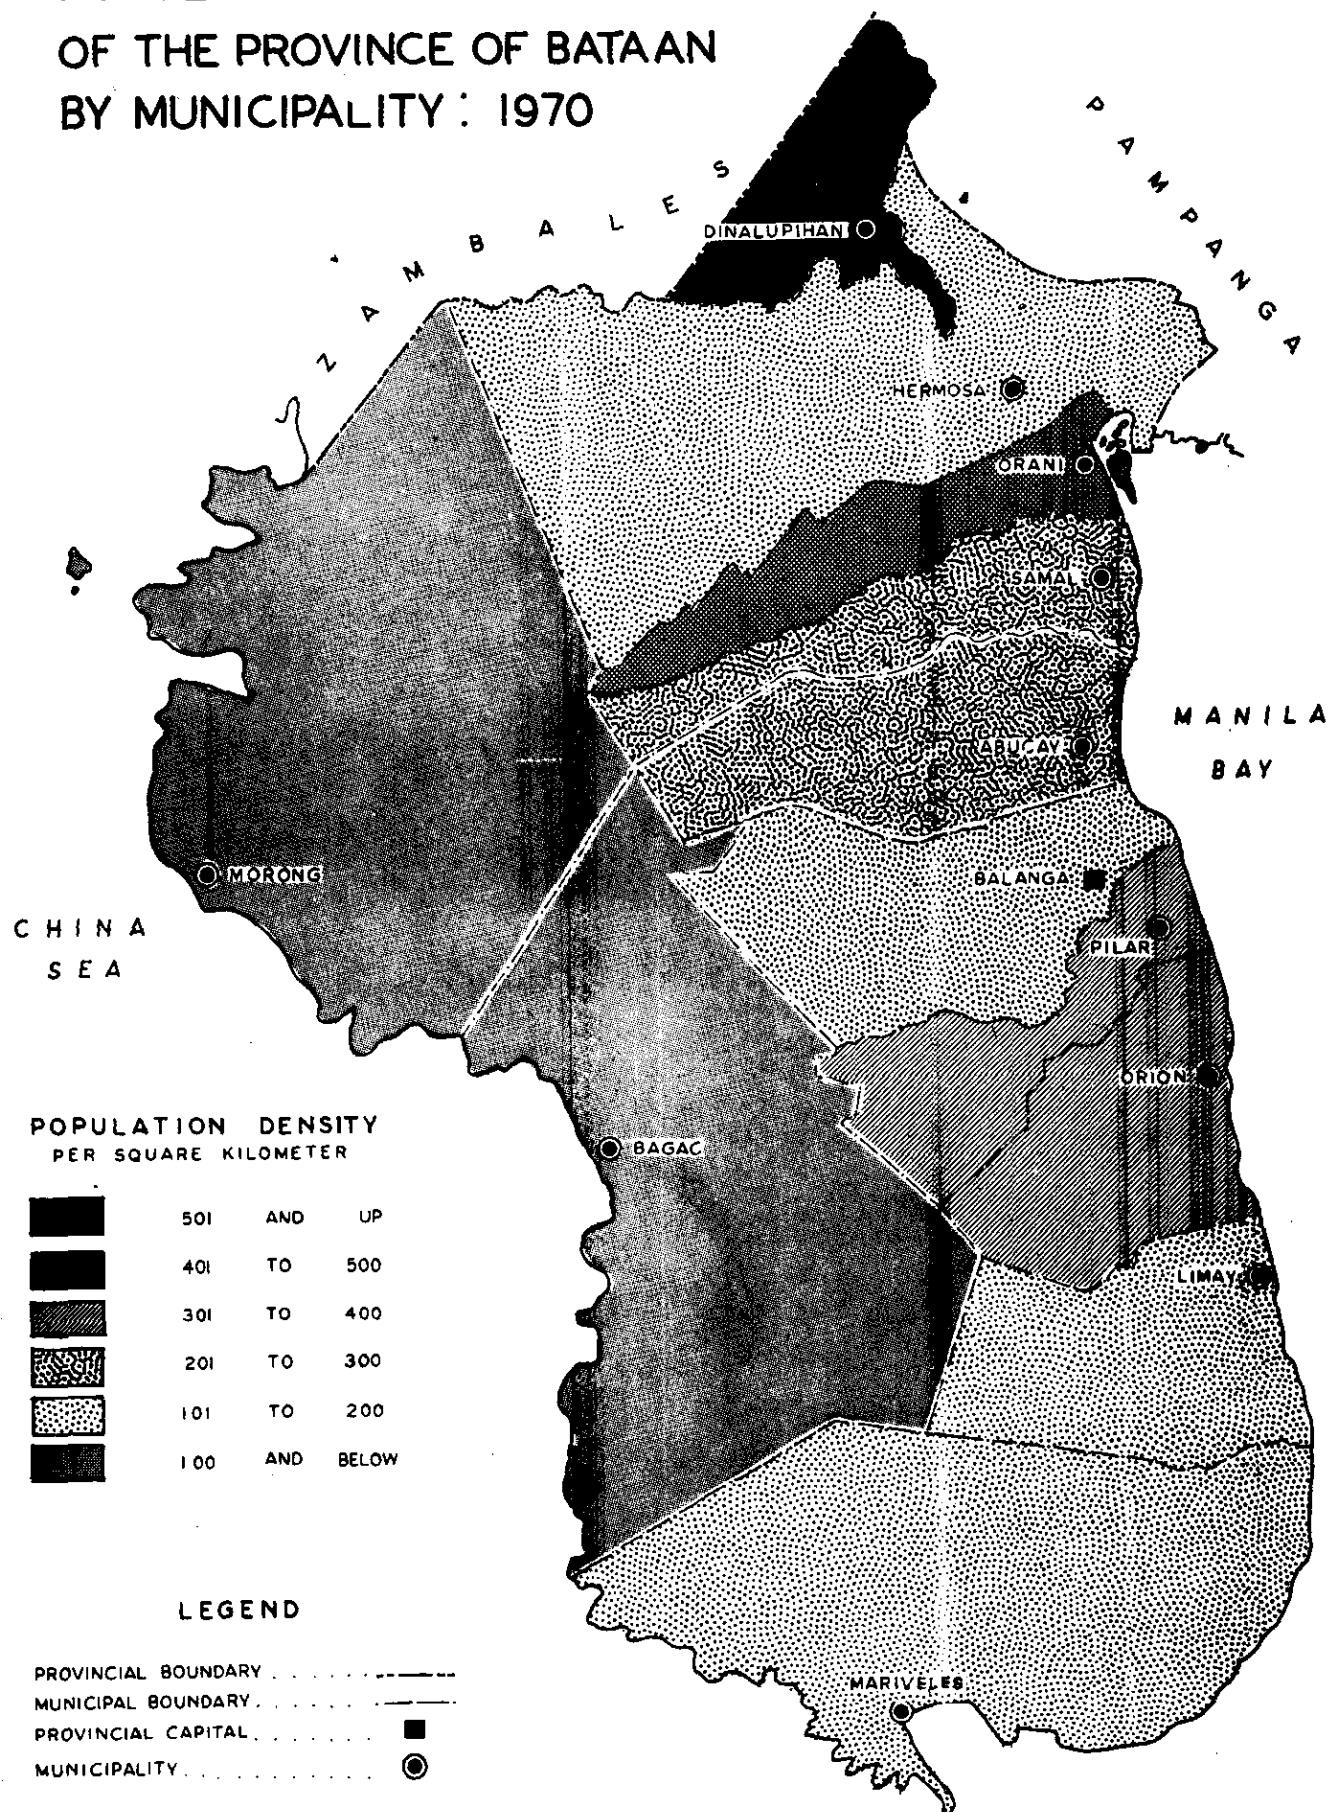 OF THE PROVINCE OF BATAAN
BY MUNICIPALITY: 1970
PAMPANGA
ZAMBALES
DINALUPIHAN
HERMOSA
ORANI
SAMAL
MANILA
BAY
ABUCAY
MORONG
BALANGA
CHINA
SEA
PILAR
ORION
POPULATION DENSITY
PER SQUARE KILOMETER
BAGAC
501 AND UP
401 TO 500
LIMAY
301 TO 400
201 TO 300
101 TO 200
100 AND BELOW
LEGEND
PROVINCIAL BOUNDARY
MUNICIPAL BOUNDARY
MARIVELES
PROVINCIAL CAPITAL
MUNICIPALITY